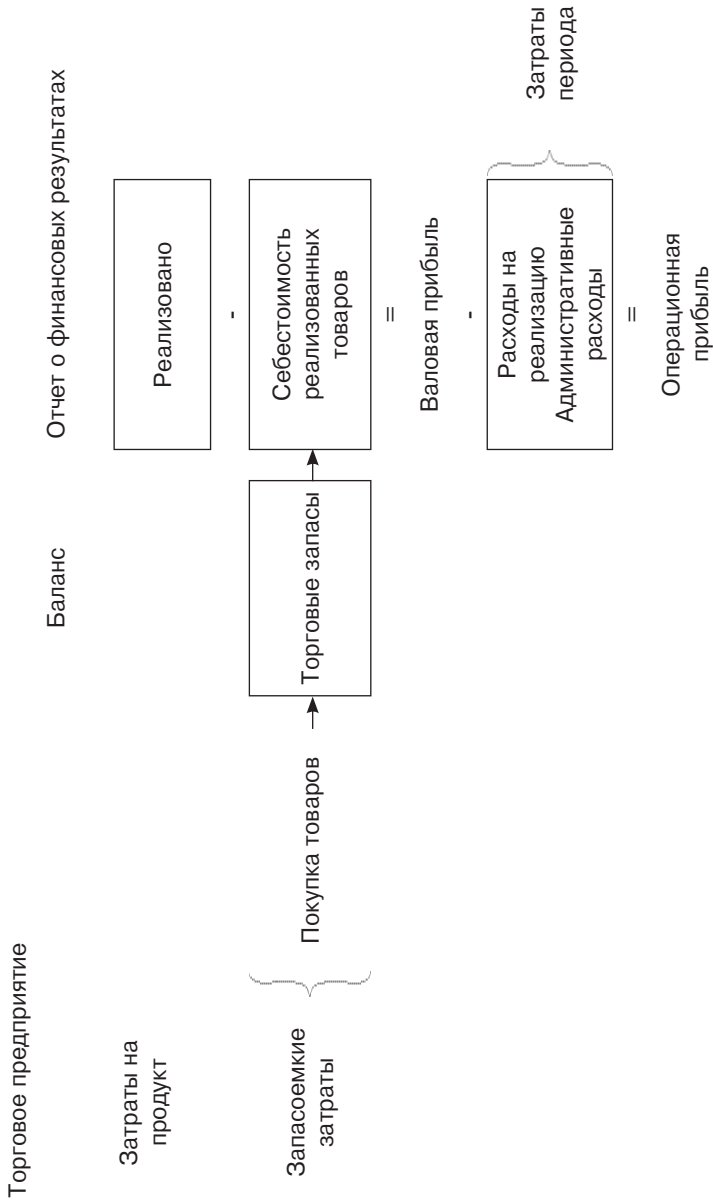 Торговое предприятие
Баланс
Отчет о финансовых результатах
Затраты на
продукт
Реализовано
-
Запасоемкие
затраты
Покупка товаров
Торговые запасы
Себестоимость
реализованных
товаров
=
Валовая прибыль
-
Расходы на
реализацию
Административные
расходы
Затраты
периода
=
Операционная
прибыль